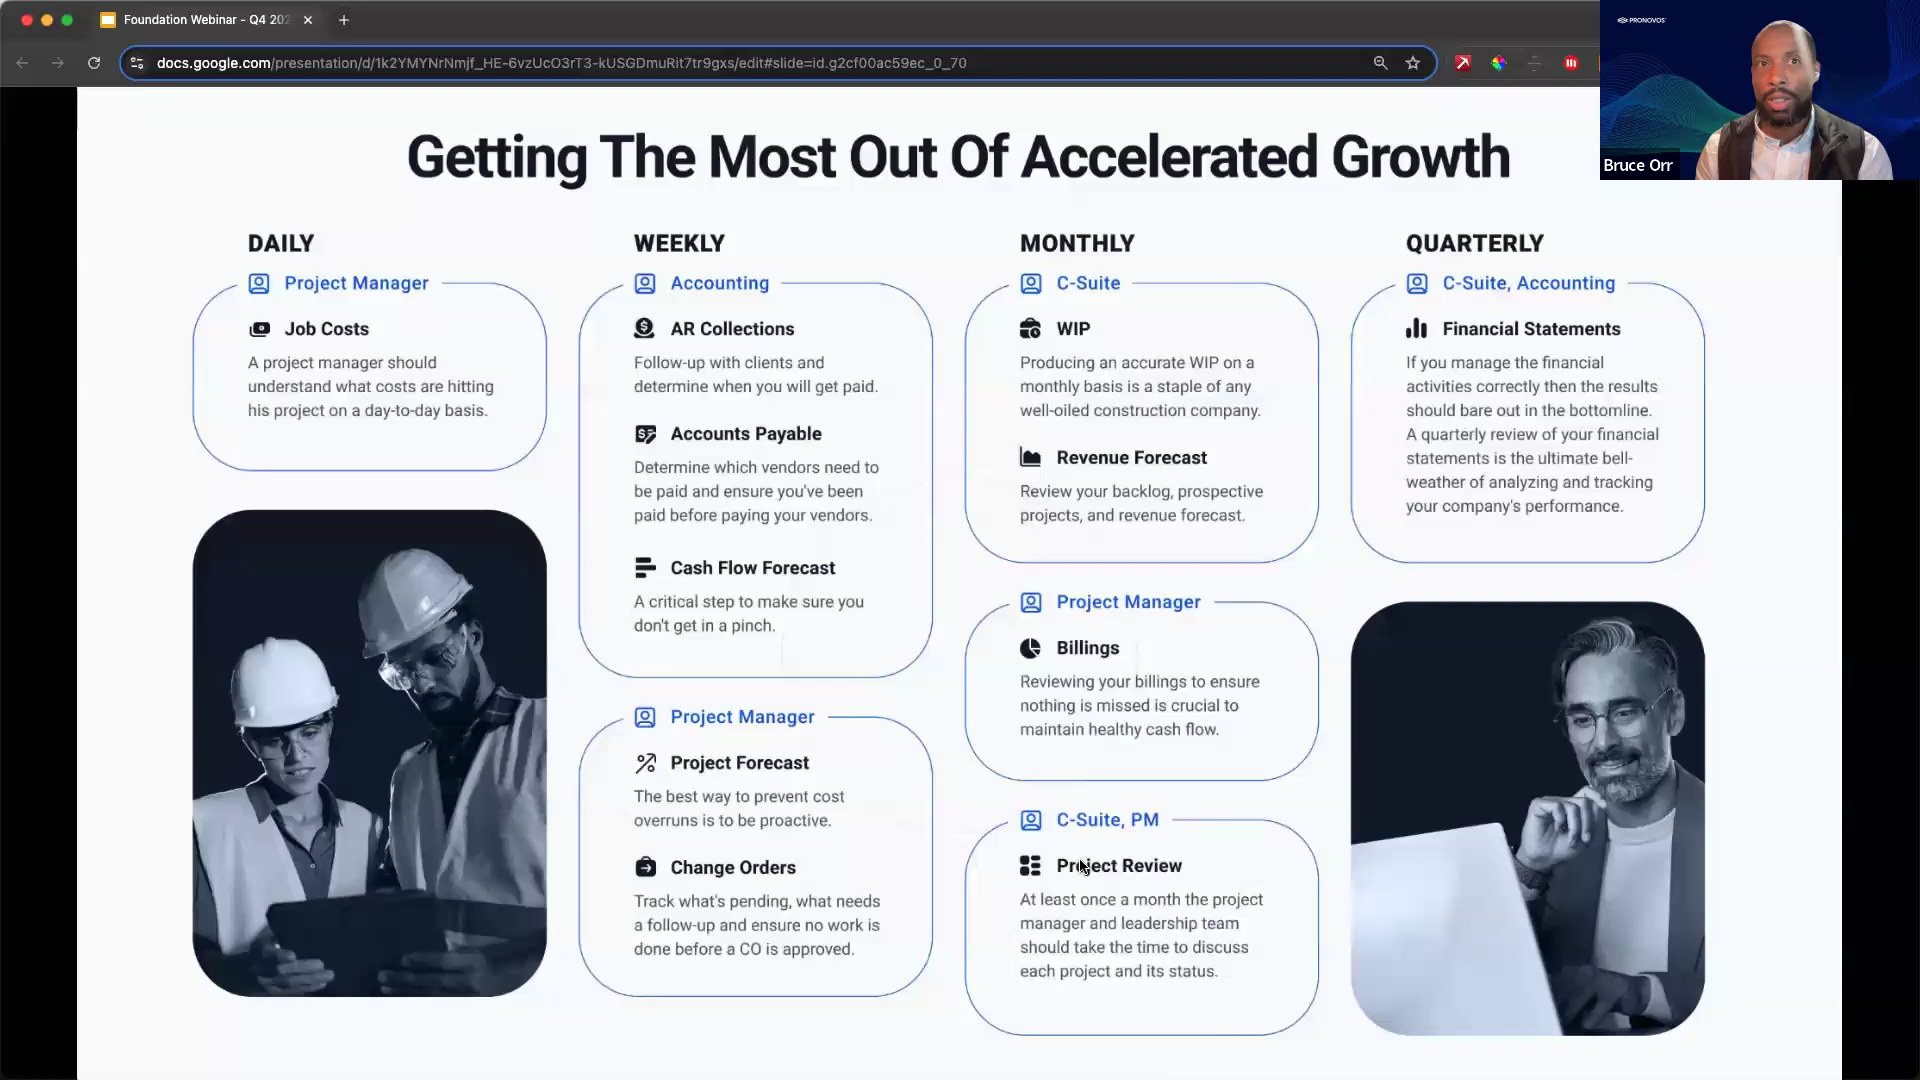 Foundation Webinar - Q4 202
docs.google.com/presentation/d/1k2YMYNrNmjf_HE-6vzUcO3rT3-kUSGDmuRit7tr9gxs/edit#slide=id.g2cf00ac59ec_0_70
PRONOVOS
Bruce Orr
Getting The Most Out Of Accelerated Growth
DAILY
Project Manager
Job Costs
A project manager should
understand what costs are hitting
his project on a day-to-day basis.
WEEKLY
Accounting
AR Collections
Follow-up with clients and
determine when you will get paid.
Accounts Payable
Determine which vendors need to
be paid and ensure you've been
paid before paying your vendors.
Cash Flow Forecast
A critical step to make sure you
don't get in a pinch.
Project Manager
Project Forecast
The best way to prevent cost
overruns is to be proactive.
Change Orders
Track what's pending, what needs
a follow-up and ensure no work is
done before a CO is approved.
MONTHLY
C-Suite
WIP
Producing an accurate WIP on a
monthly basis is a staple of any
well-oiled construction company.
Revenue Forecast
Review your backlog, prospective
projects, and revenue forecast.
Project Manager
Billings
Reviewing your billings to ensure
nothing is missed is crucial to
maintain healthy cash flow.
C-Suite, PM
Project Review
At least once a month the project
manager and leadership team
should take the time to discuss
each project and its status.
QUARTERLY
C-Suite, Accounting
Financial Statements
If you manage the financial
activities correctly then the results
should bare out in the bottomline.
A quarterly review of your financial
statements is the ultimate bell-
weather of analyzing and tracking
your company's performance.